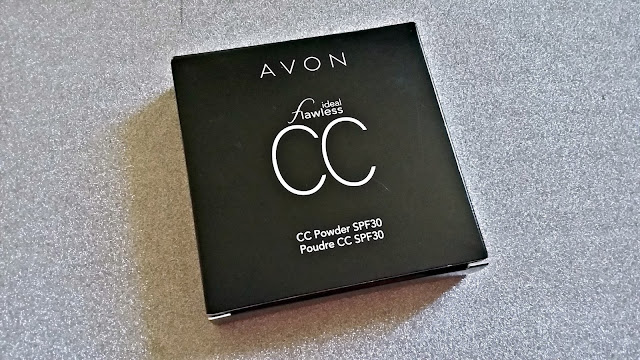 AVON
ideal
flawless
CC
CC Powder SPF30
Poudre CC SPF30